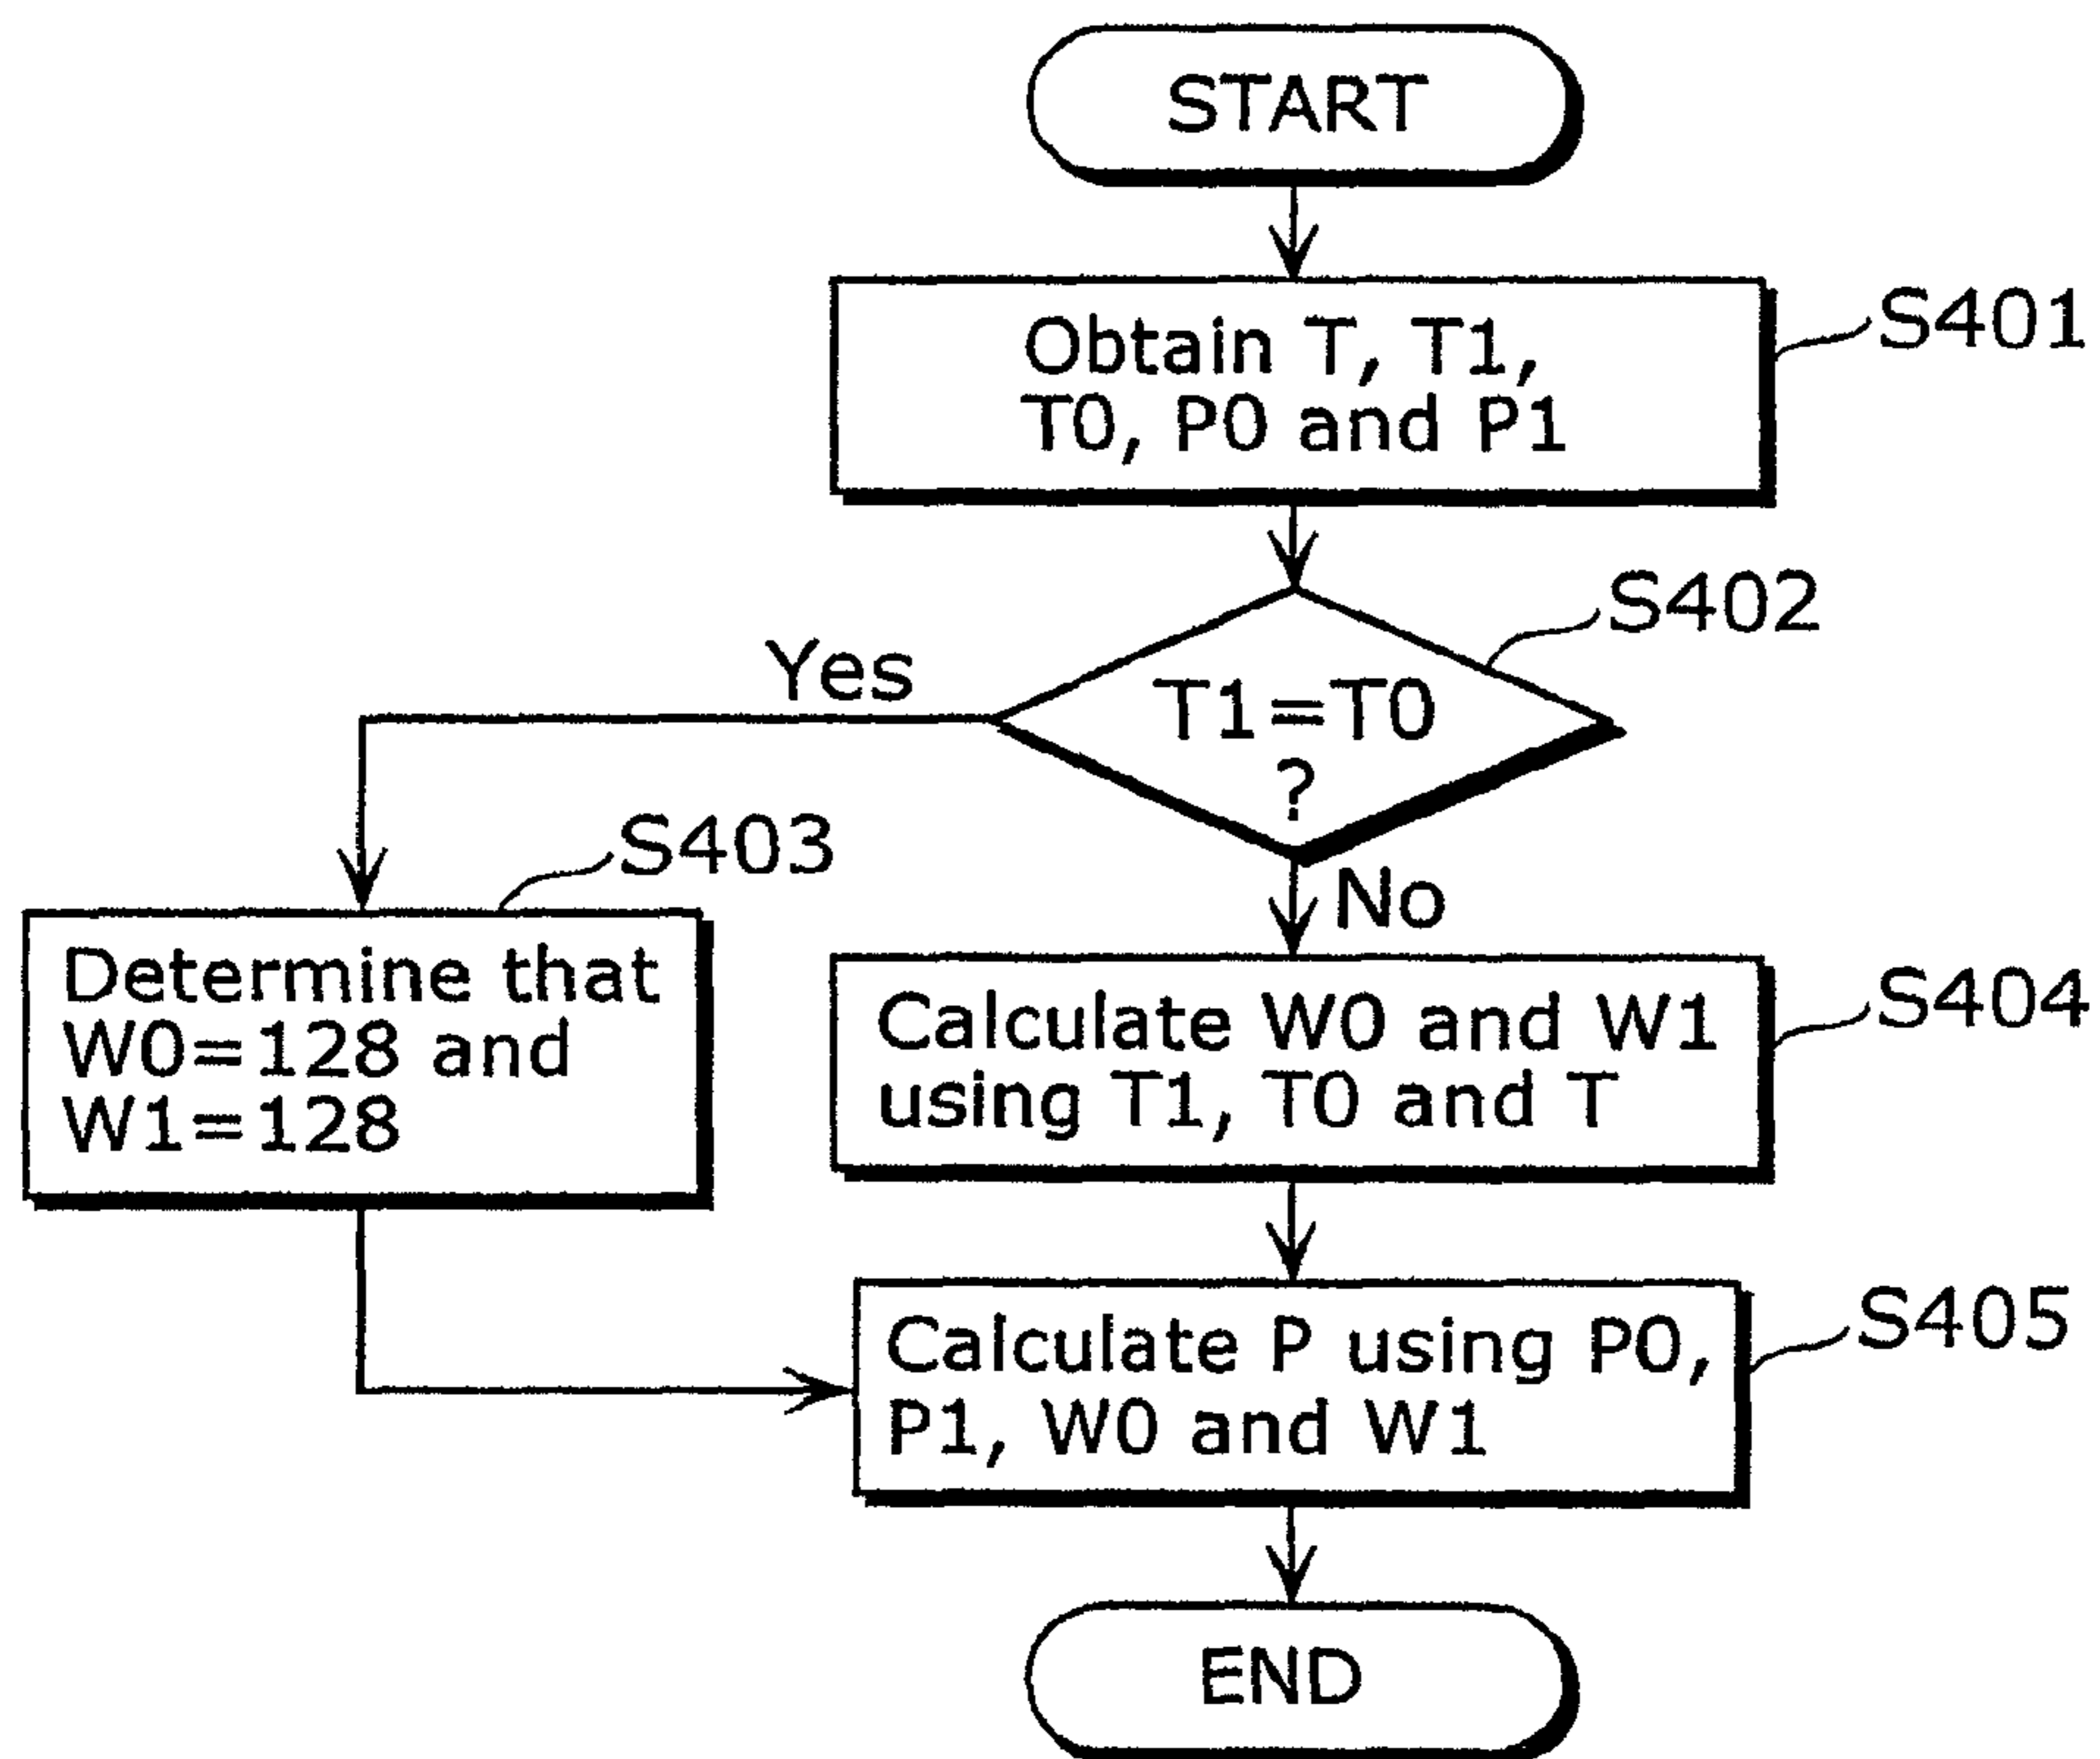 START
Obtain T, T1,
T0, P0 and P1
S401
S402
T1=T0
?
Yes
No
S403
Determine that
W0=128 and
W1=128
Calculate W0 and W1
using T1, T0 and T
S404
Calculate P using P0,
P1, W0 and W1
S405
END